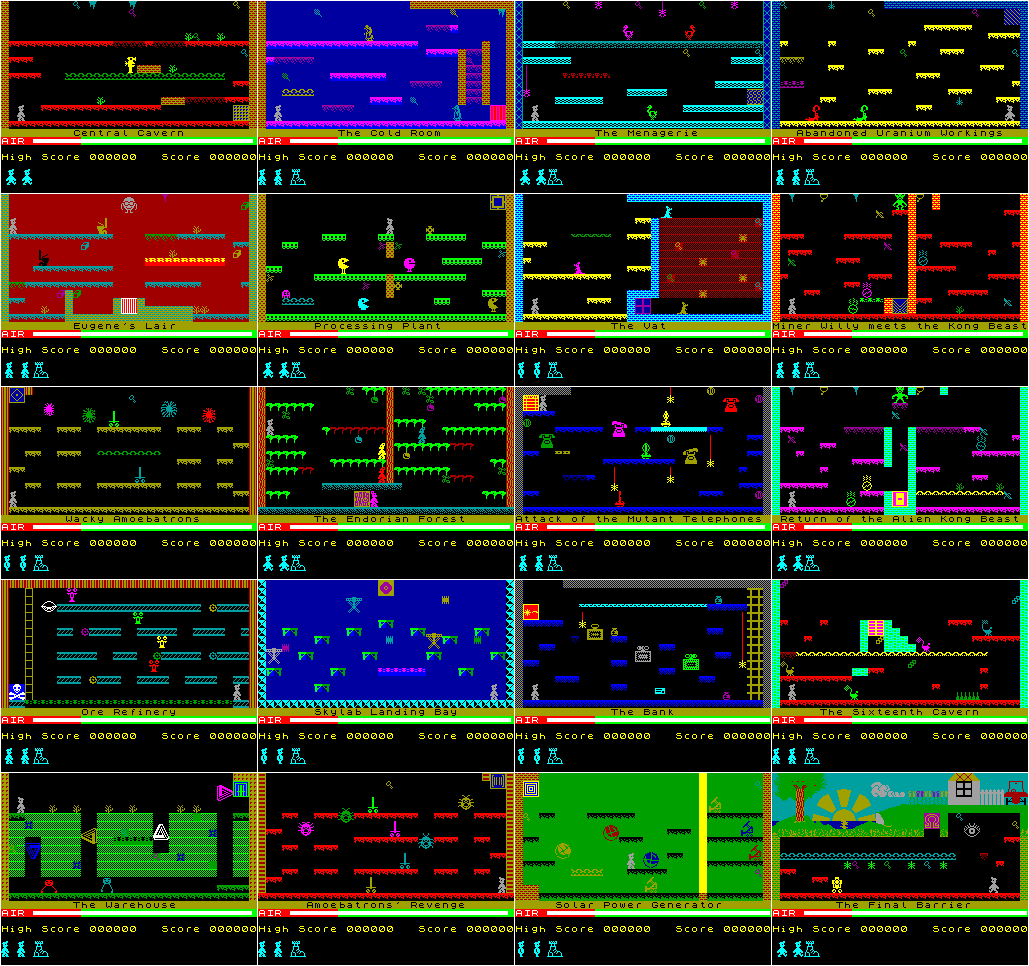 Central Cavern The Cold Room The Menagerie Abandoned Uranium Workings
AIR AIR AIR AIR
High Score 000000 Score 000000 High Score 000000 Score 000000 High Score 000000 Score 000000 High Score 000000 Score 000000
Eugene's Lair Processing Plant The Vat Miner Willy meets the Kong Beast
AIR AIR AIR AIR
High Score 000000 Score 000000 High Score 000000 Score 000000 High Score 000000 Score 000000 High Score 000000 Score 000000
Wacky Amoebatrons The Endorian Forest Attack of the Mutant Telephones Return of the Alien Kong Beast
AIR AIR AIR AIR
High Score 000000 Score 000000 High Score 000000 Score 000000 High Score 000000 Score 000000 High Score 000000 Score 000000
Ore Refinery Skylab Landing Bay The Bank The Sixteenth Cavern
AIR AIR AIR AIR
High Score 000000 Score 000000 High Score 000000 Score 000000 High Score 000000 Score 000000 High Score 000000 Score 000000
The Warehouse Amoebatrons' Revenge Solar Power Generator The Final Barrier
AIR AIR AIR AIR
High Score 000000 Score 000000 High Score 000000 Score 000000 High Score 000000 Score 000000 High Score 000000 Score 000000